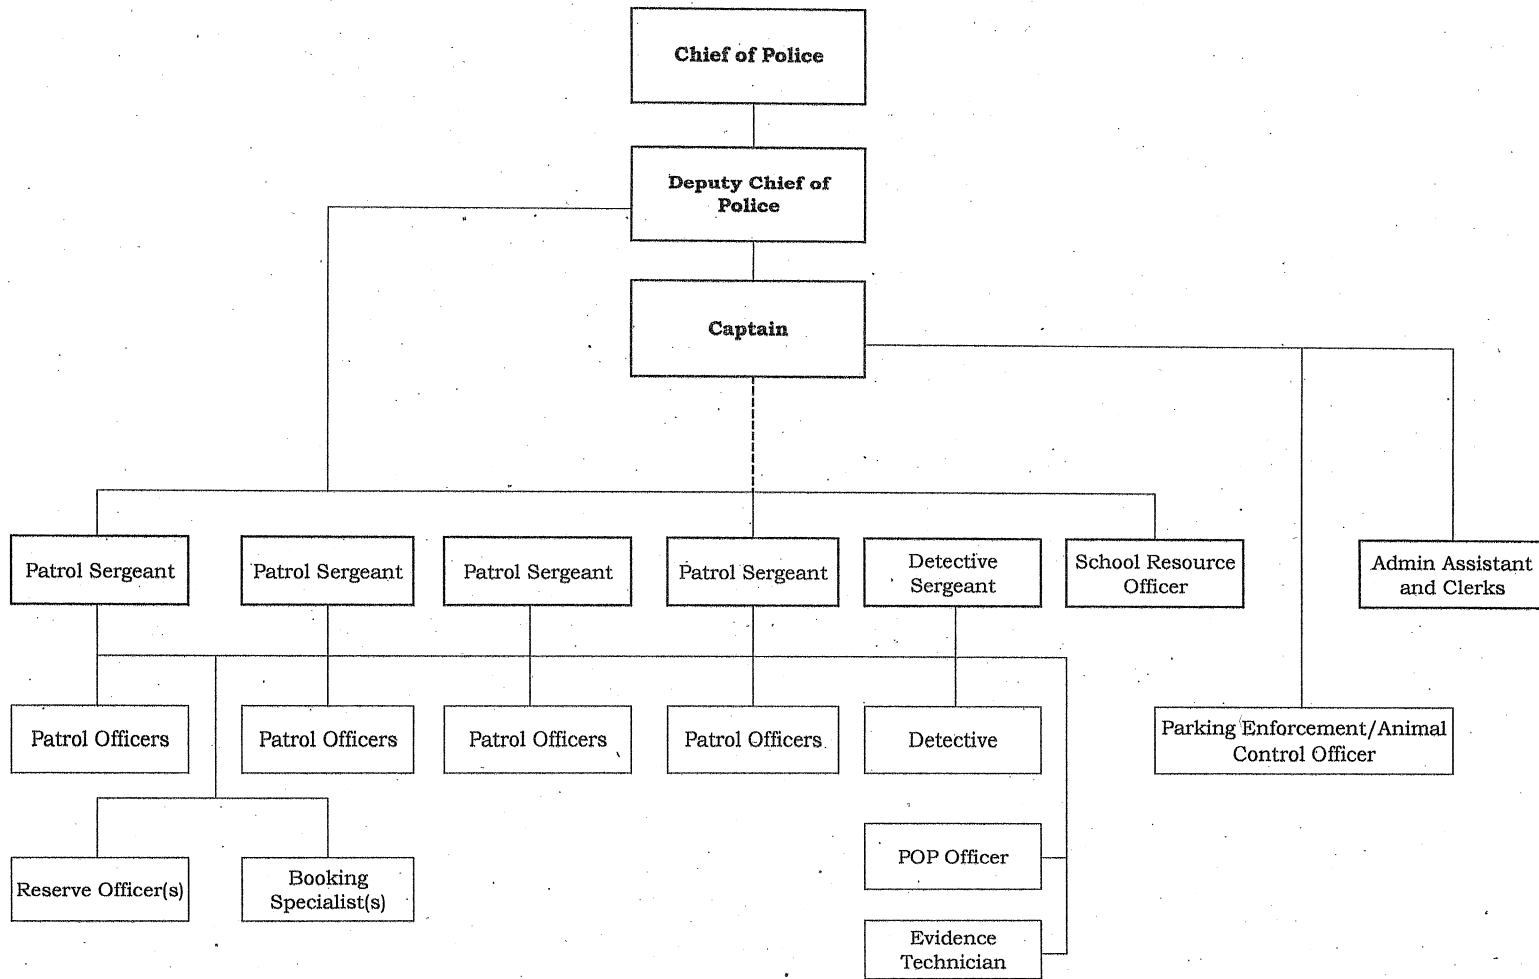 Chief of Police
Deputy Chief of
Police
Captain
Patrol Sergeant
Patrol Sergeant
Patrol Sergeant
Patrol Sergeant
Detective
Sergeant
School Resource
Officer
Admin Assistant
and Clerks
Patrol Officers
Patrol Officers
Patrol Officers
Patrol Officers
Detective
Parking Enforcement/Animal
Control Officer
POP Officer
Reserve Officer(s)
Booking
Specialist(s)
Evidence
Technician